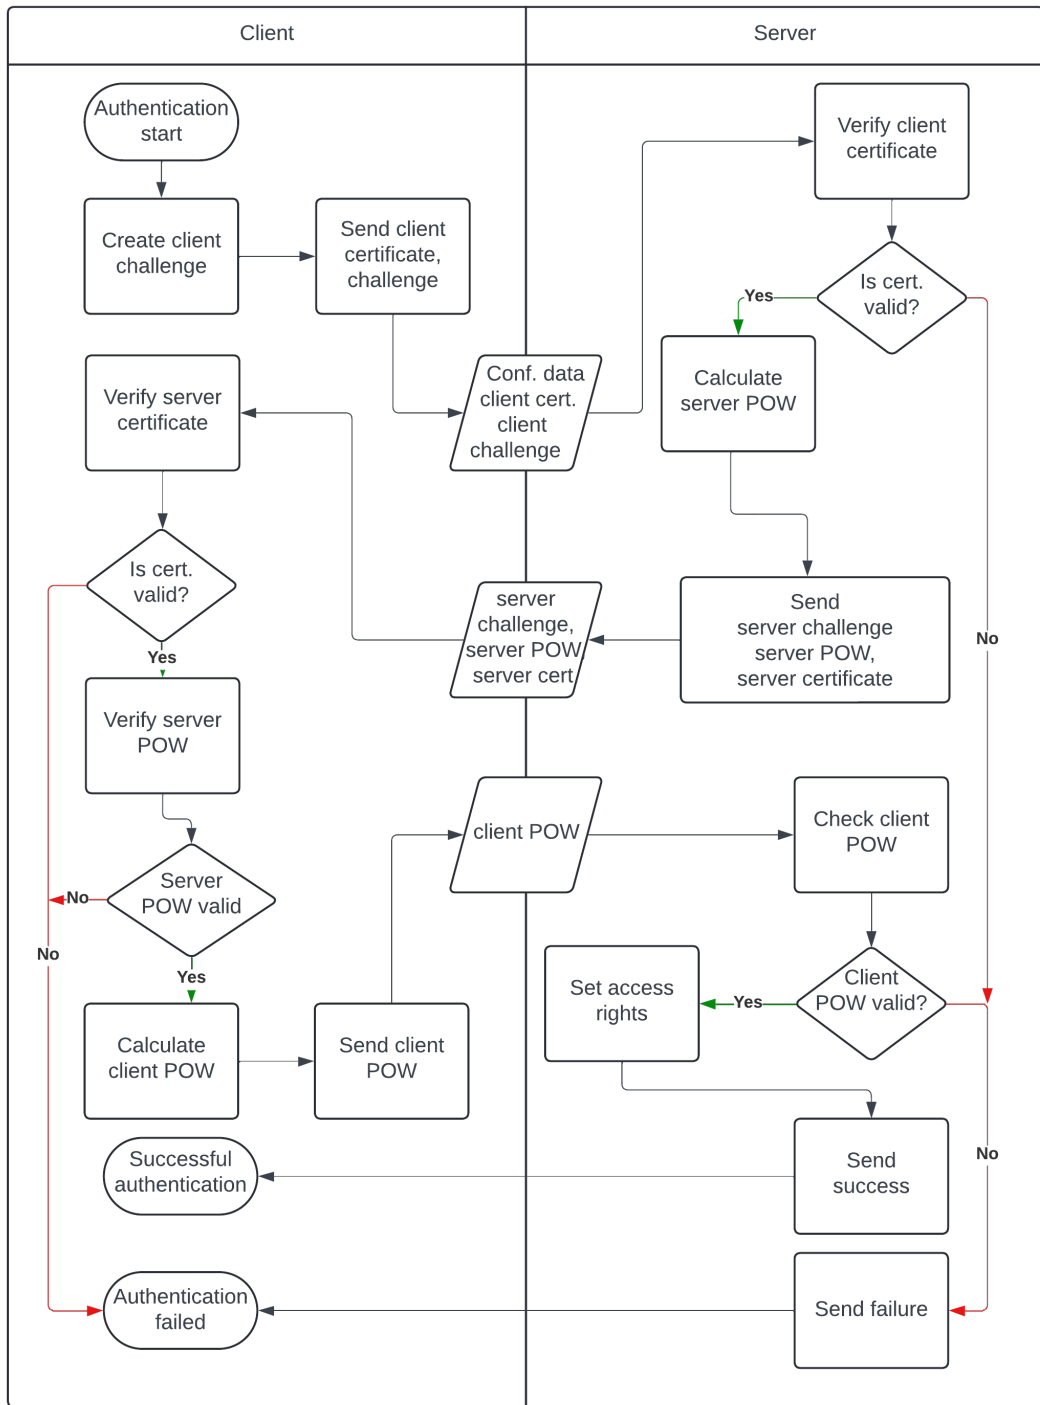 Client
Server
Authentication
start
Create client
challenge
Send client
certificate,
challenge
Conf. data
client cert.
client
challenge
Verify client
certificate
Is cert.
valid?
Yes
No
Calculate
server POW
Send
server challenge
server POW,
server certificate
server
challenge,
server POW,
server cert
Verify server
certificate
Is cert.
valid?
Yes
No
Verify server
POW
Server
POW valid
No
Yes
Calculate
client POW
Send client
POW
client POW
Check client
POW
Client
POW valid?
Yes
No
Set access
rights
Send
success
Successful
authentication
Send failure
Authentication
failed